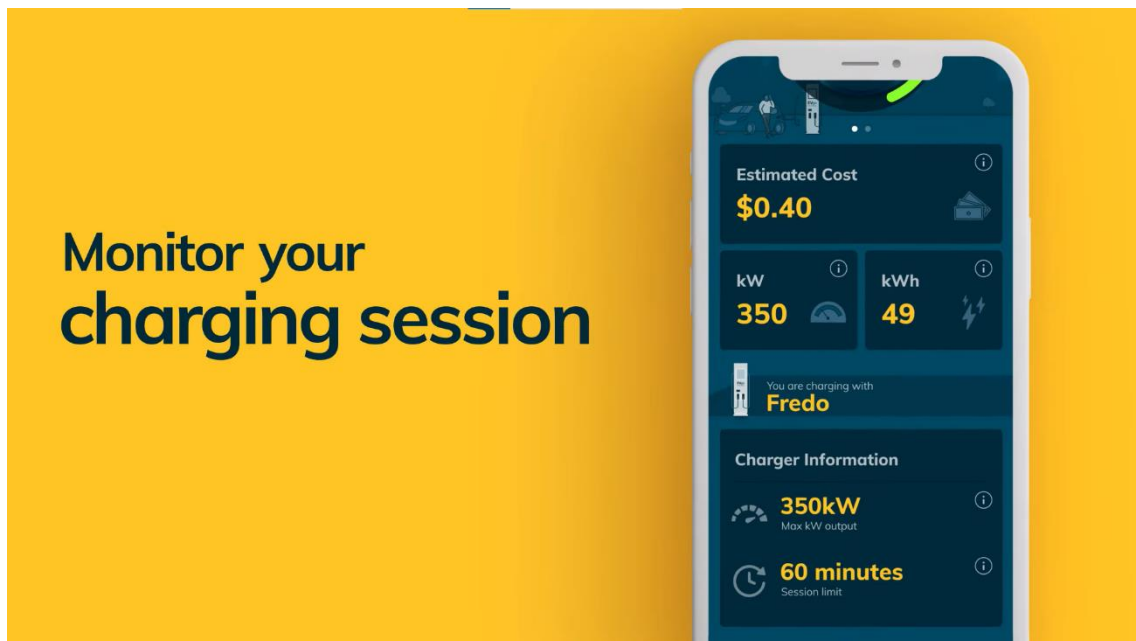 Monitor your
charging session
Estimated Cost
$0.40
kW
350
kWh
49
You are charging with
Fredo
Charger Information
350kW
Max kW output
60 minutes
Session limit